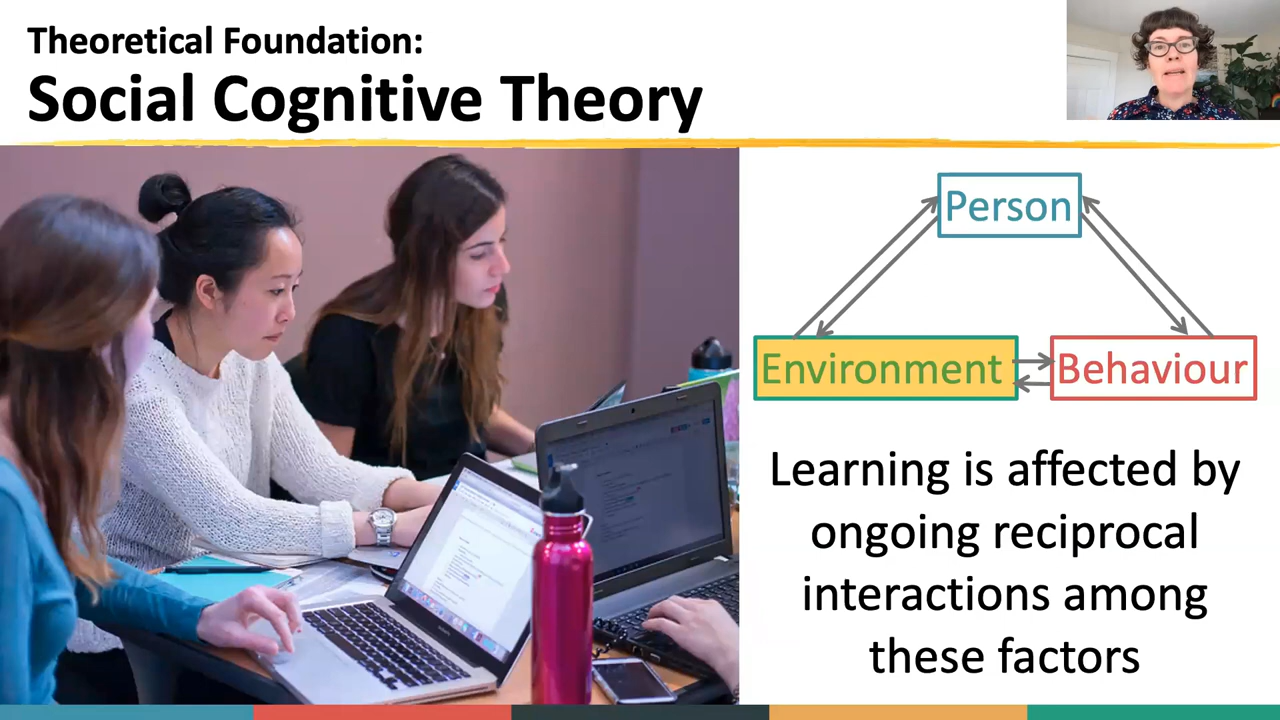 Theoretical Foundation:
Social Cognitive Theory
Person
Environment
Behaviour
Learning is affected by
ongoing reciprocal
interactions among
these factors